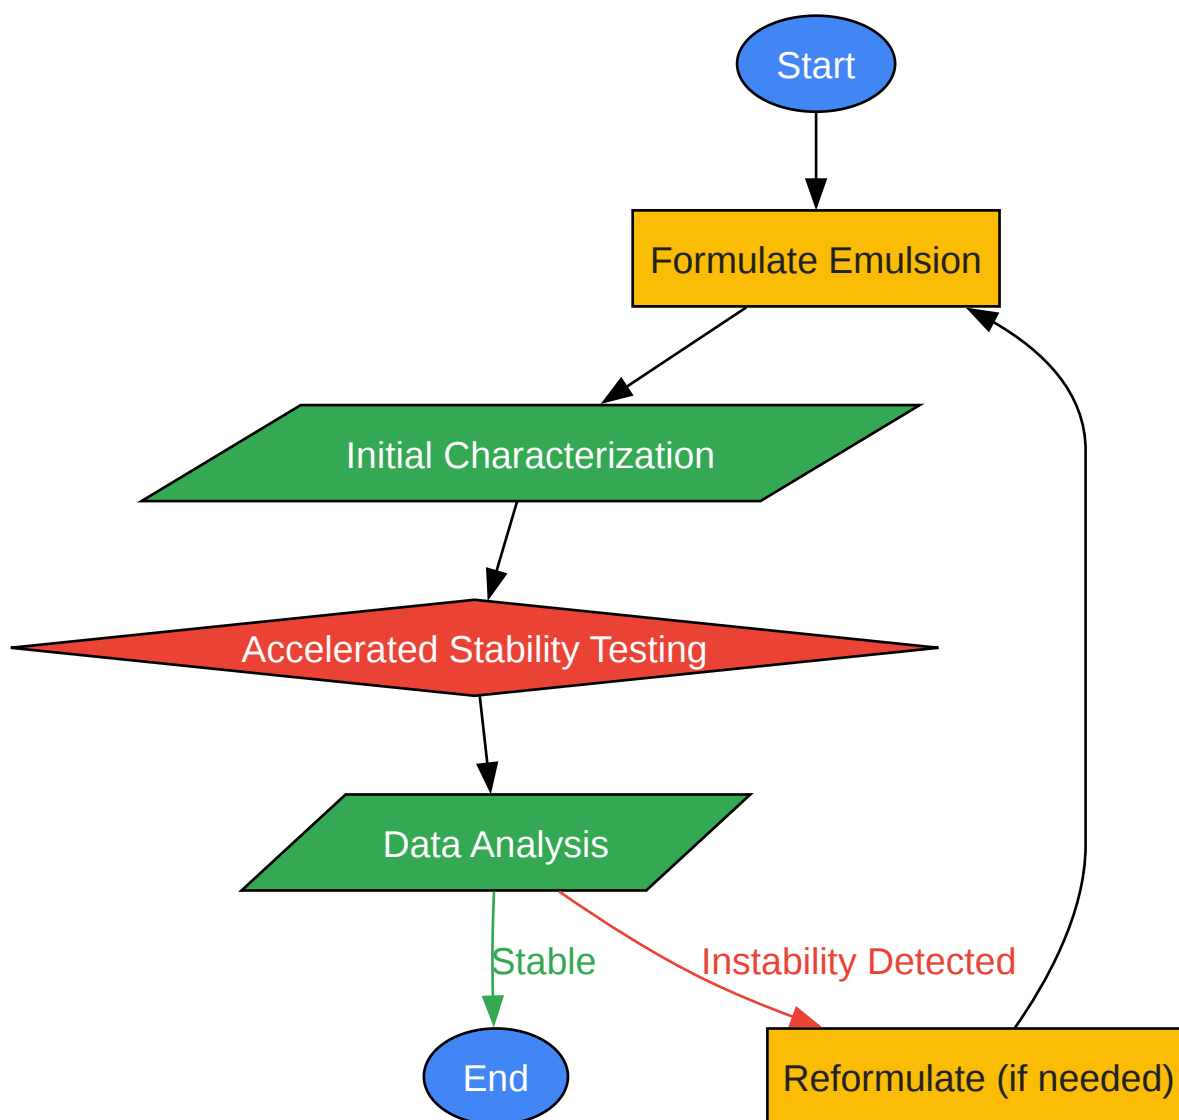 Start
Formulate Emulsion
Initial Characterization
Accelerated Stability Testing
Data Analysis
Stable
Instability Detected
End
Reformulate (if needed)